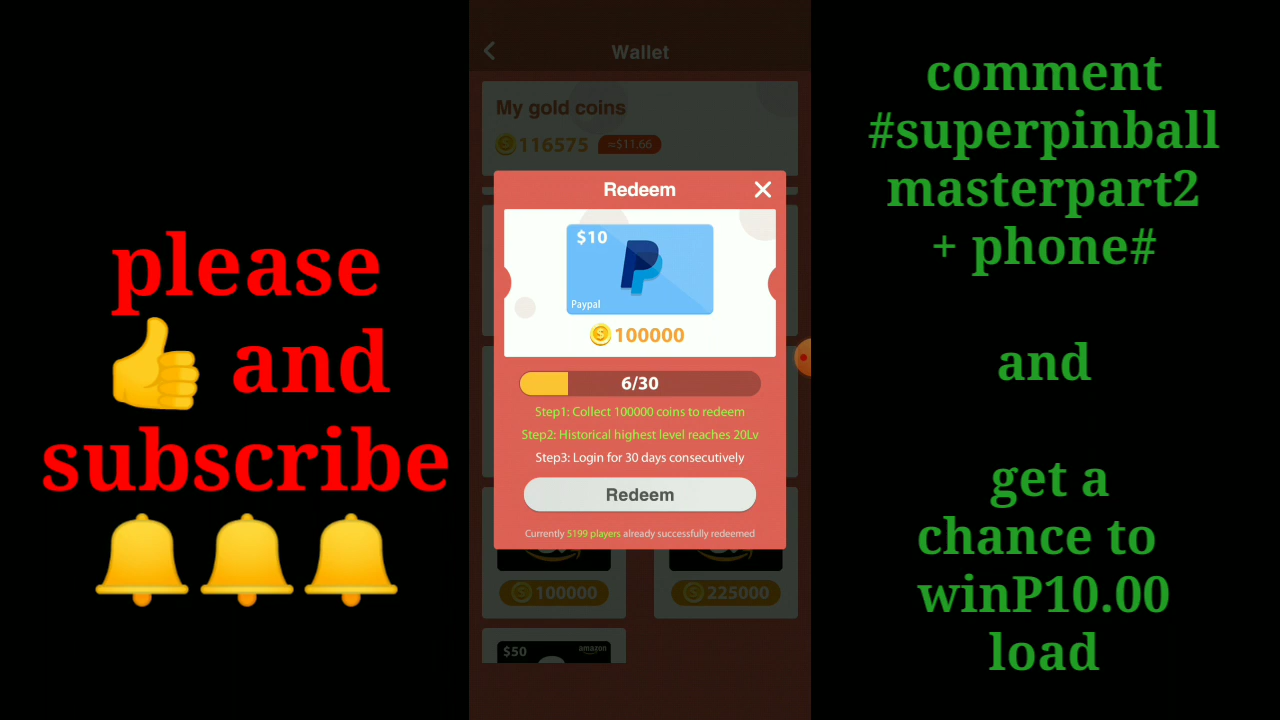 please
👍 and
subscribe
🔔🔔🔔
Wallet
My gold coins
116575 =$11.66
Redeem
$10
Paypal
100000
6/30
Step1: Collect 100000 coins to redeem
Step2: Historical highest level reaches 20Lv
Step3: Login for 30 days consecutively
Redeem
Currently 5199 players already successfully redeemed
100000
225000
$50 amazon
comment
#superpinball
masterpart2
+ phone#
and
get a
chance to
winP10.00
load